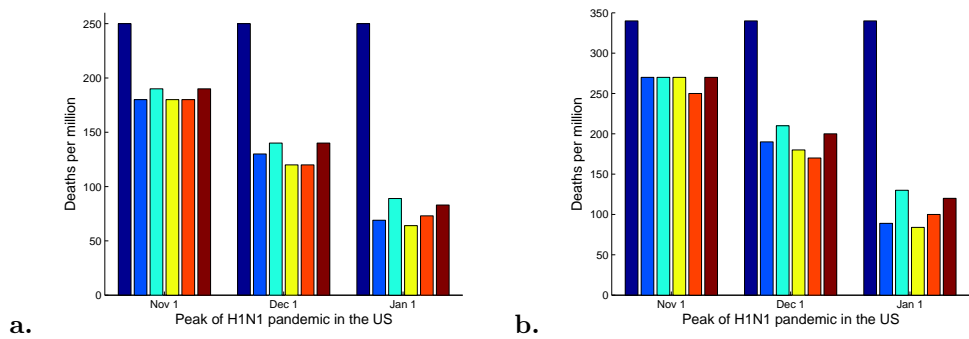 250
200
150
100
50
0
Deaths per million
Nov 1
Dec 1
Jan 1
Peak of H1N1 pandemic in the US
a.
350
300
250
200
150
100
50
0
Deaths per million
Nov 1
Dec 1
Jan 1
Peak of H1N1 pandemic in the US
b.